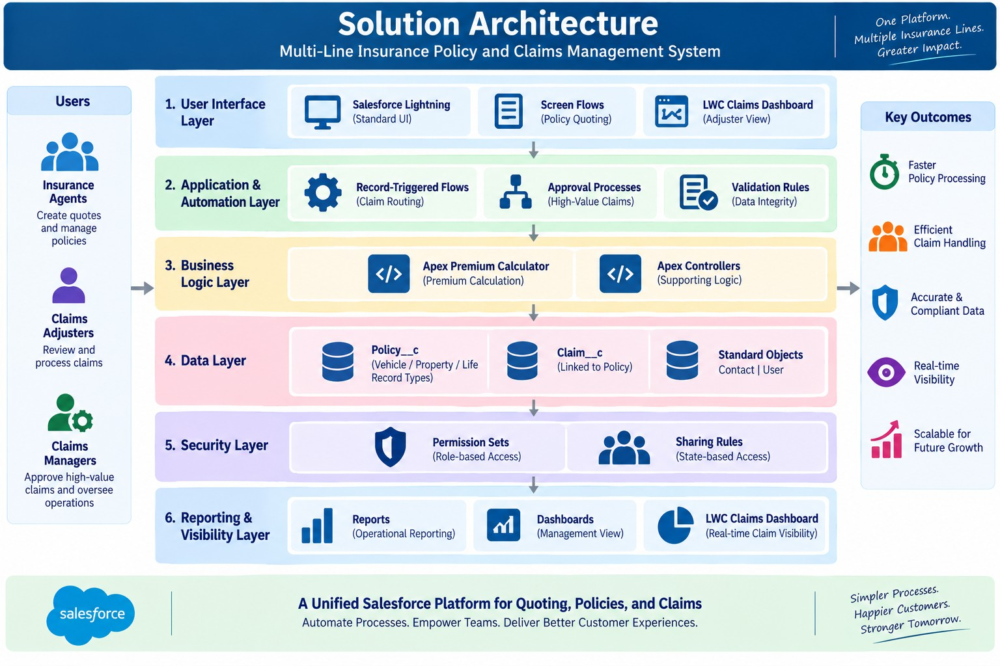 Solution Architecture
Multi-Line Insurance Policy and Claims Management System
One Platform.
Multiple Insurance Lines.
Greater Impact.
Users
Insurance
Agents
Create quotes
and manage
policies
Claims
Adjusters
Review and
process claims
Claims
Managers
Approve high-value
claims and oversee
operations
1. User Interface
Layer
Salesforce Lightning
(Standard UI)
Screen Flows
(Policy Quoting)
LWC Claims Dashboard
(Adjuster View)
2. Application &
Automation Layer
Record-Triggered Flows
(Claim Routing)
Approval Processes
(High-Value Claims)
Validation Rules
(Data Integrity)
3. Business
Logic Layer
</>
Apex Premium Calculator
(Premium Calculation)
</>
Apex Controllers
(Supporting Logic)
4. Data Layer
Policy__c
(Vehicle / Property / Life
Record Types)
Claim__c
(Linked to Policy)
Standard Objects
Contact | User
5. Security Layer
Permission Sets
(Role-based Access)
Sharing Rules
(State-based Access)
6. Reporting &
Visibility Layer
Reports
(Operational Reporting)
Dashboards
(Management View)
LWC Claims Dashboard
(Real-time Claim Visibility)
Key Outcomes
Faster
Policy Processing
Efficient
Claim Handling
Accurate &
Compliant Data
Real-time
Visibility
Scalable for
Future Growth
salesforce
A Unified Salesforce Platform for Quoting, Policies, and Claims
Automate Processes. Empower Teams. Deliver Better Customer Experiences.
Simpler Processes.
Happier Customers.
Stronger Tomorrow.